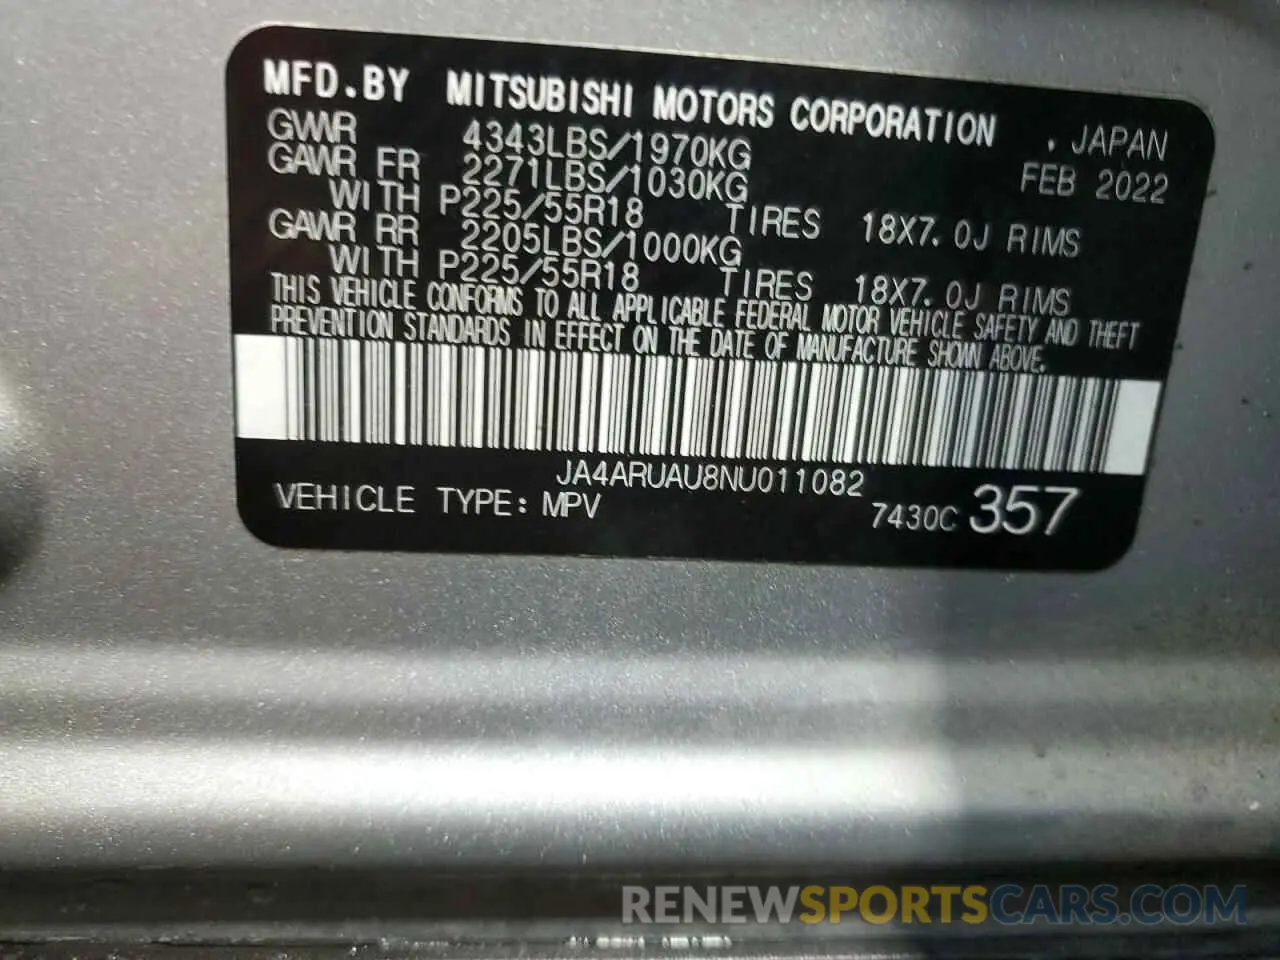 MFD.BY MITSUBISHI MOTORS CORPORATION . JAPAN
GVWR 4343LBS/1970KG FEB 2022
GAWR FR 2271LBS/1030KG
WITH P225/55R18 TIRES 18X7.0J RIMS
GAWR RR 2205LBS/1000KG
WITH P225/55R18 TIRES 18X7.0J RIMS
THIS VEHICLE CONFORMS TO ALL APPLICABLE FEDERAL MOTOR VEHICLE SAFETY AND THEFT
PREVENTION STANDARDS IN EFFECT ON THE DATE OF MANUFACTURE SHOWN ABOVE.
JA4ARUAU8NU011082
VEHICLE TYPE: MPV 7430C 357
RENEWSPORTSCARS.COM